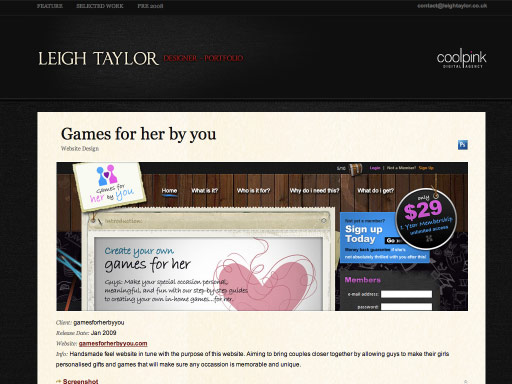 FEATURE SELECTED WORK PRE 2008 contact@leightaylor.co.uk
LEIGH TAYLOR DESIGNER - PORTFOLIO
coolpink
DIGITAL AGENCY
Games for her by you
Website Design
Games for
her by you
Login | Not a Member? Sign Up
Home What is it? Who is it for? Why do i need this? What do i get?
only
$29
1 Year Membership
unlimited access
Not yet a member?
Sign up
Today
Money back guarantee if she's
not absolutely thrilled with you after this!
Introduction
Create your own
games for her
Guys: Make your special occasion personal,
meaningful, and fun with our step-by-step guides
to creating your own in-home games...for her.
Members
e-mail address:
password:
Client: gamesforherbyyou
Release Date: Jan 2009
Website: gamesforherbyyou.com
Info: Handsmade feel website in tune with the purpose of this website. Aiming to bring couples closer together by allowing guys to make their girls
personalised gifts and games that will make sure any occassion is memorable and unique.
→ Screenshot